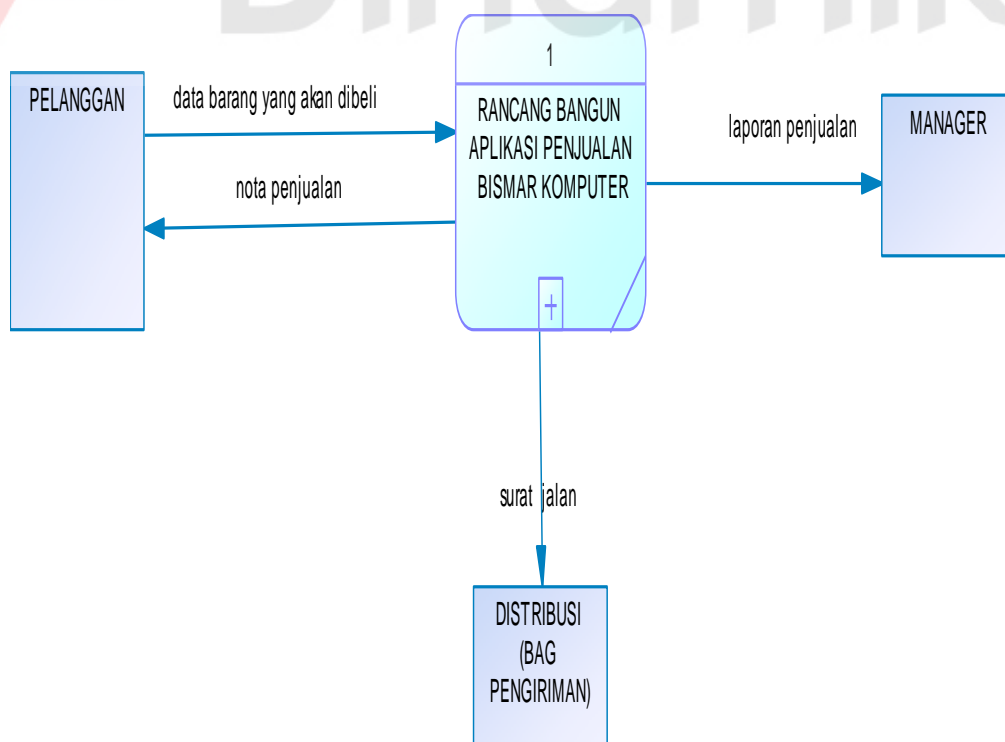 1
PELANGGAN
data barang yang akan dibeli
nota penjualan
RANCANG BANGUN
APLIKASI PENJUALAN
BISMAR KOMPUTER
+
laporan penjualan
MANAGER
surat jalan
DISTRIBUSI
(BAG
PENGIRIMAN)